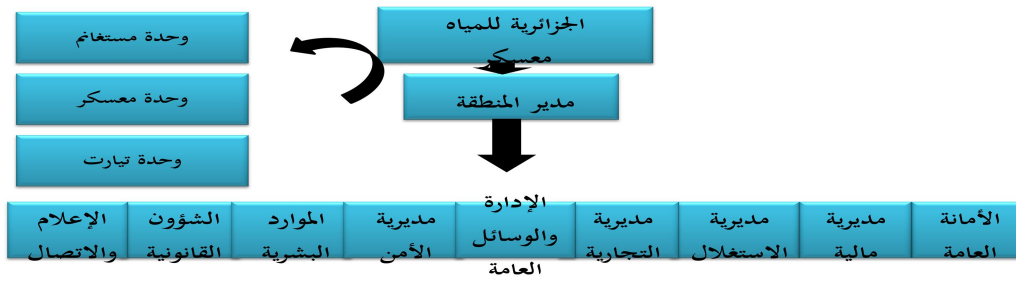 الجزائرية للمياه
معسكر
مدير المنطقة
وحدة مستغانم
وحدة معسكر
وحدة تيارت
الأمانة
العامة
مديرية
مالية
مديرية
الاستغلال
مديرية
التجارية
الإدارة
والوسائل
العامة
مديرية
الأمن
الموارد
البشرية
الشؤون
القانونية
الإعلام
والاتصال